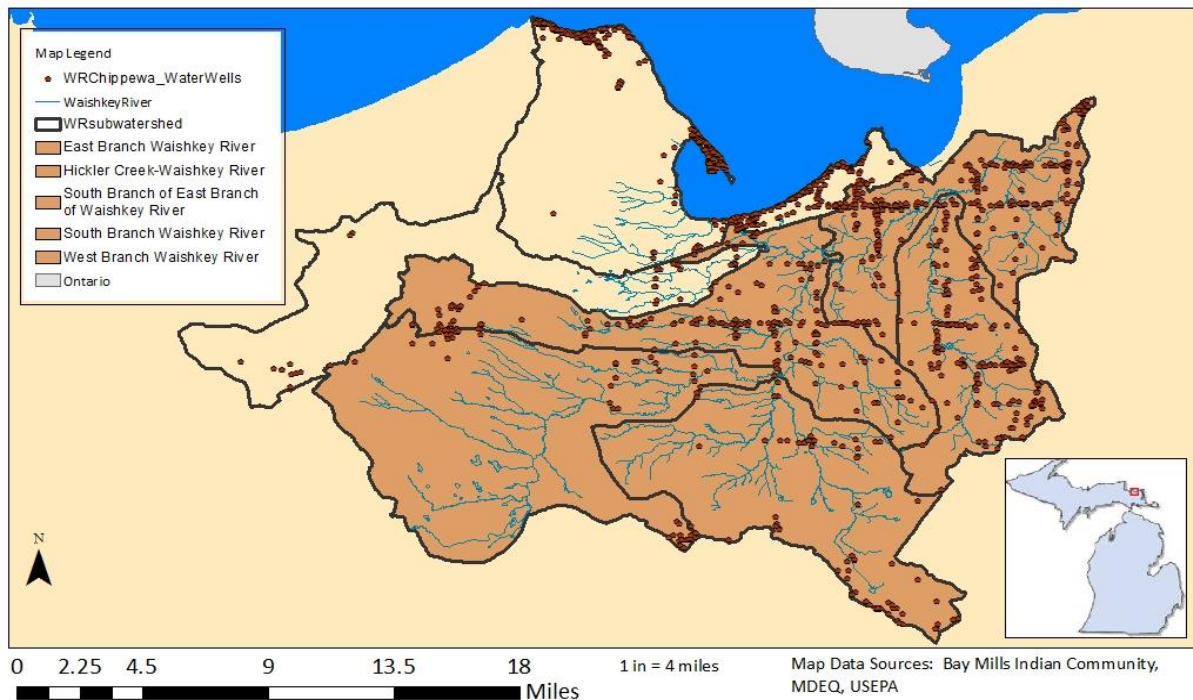 Map Legend
WRChippewa_WaterWells
WaishkeyRiver
WRsubwatershed
East Branch Waishkey River
Hickler Creek-Waishkey River
South Branch of East Branch
of Waishkey River
South Branch Waishkey River
West Branch Waishkey River
Ontario
N
0 2.25 4.5 9 13.5 18
Miles
1 in = 4 miles
Map Data Sources: Bay Mills Indian Community,
MDEQ, USEPA